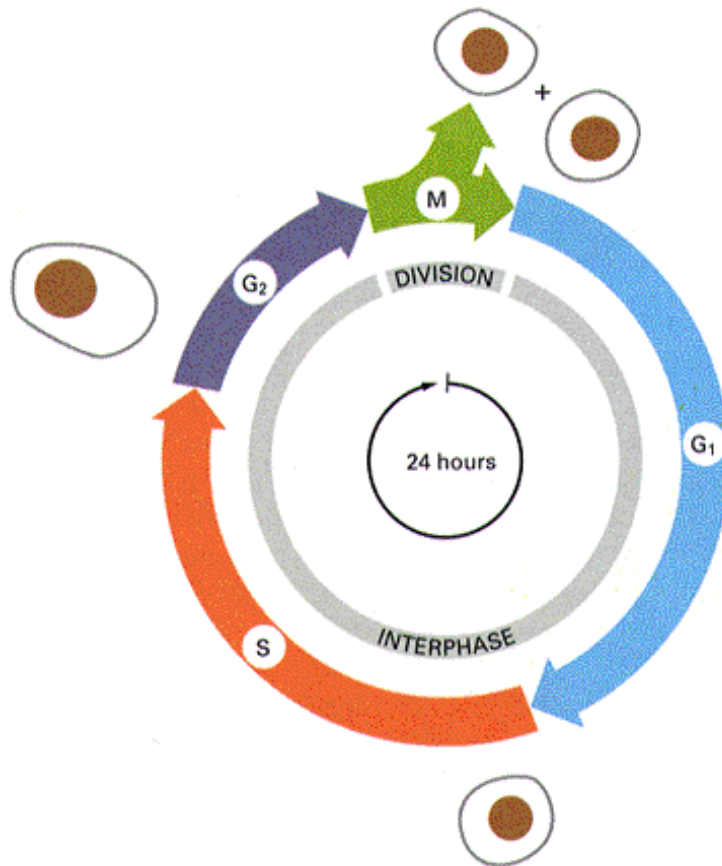 +
M
G₂
DIVISION
G₁
24 hours
S
INTERPHASE